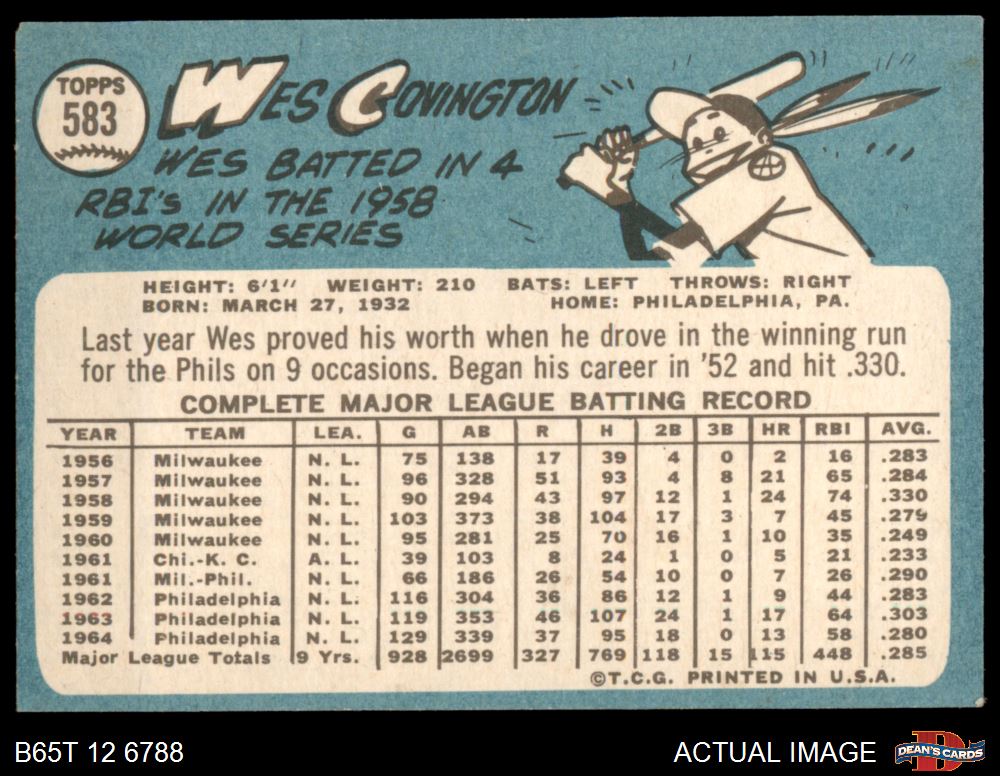 TOPPS
583
WES COVINGTON
WES BATTED IN 4
RBI'S IN THE 1958
WORLD SERIES
HEIGHT: 6'1" WEIGHT: 210 BATS: LEFT THROWS: RIGHT
BORN: MARCH 27, 1932 HOME: PHILADELPHIA, PA.
Last year Wes proved his worth when he drove in the winning run
for the Phils on 9 occasions. Began his career in '52 and hit .330.
COMPLETE MAJOR LEAGUE BATTING RECORD
YEAR TEAM LEA. G AB R H 2B 3B HR RBI AVG.
1956 Milwaukee N. L. 75 138 17 39 4 0 2 16 .283
1957 Milwaukee N. L. 96 328 51 93 4 8 21 65 .284
1958 Milwaukee N. L. 90 294 43 97 12 1 24 74 .330
1959 Milwaukee N. L. 103 373 38 104 17 3 7 45 .279
1960 Milwaukee N. L. 95 281 25 70 16 1 10 35 .249
1961 Chi.-K. C. A. L. 39 103 8 24 1 0 5 21 .233
1961 Mil.-Phil. N. L. 66 186 26 54 10 0 7 26 .290
1962 Philadelphia N. L. 116 304 36 86 12 1 9 44 .283
1963 Philadelphia N. L. 119 353 46 107 24 1 17 64 .303
1964 Philadelphia N. L. 129 339 37 95 18 0 13 58 .280
Major League Totals 9 Yrs. 928 2699 327 769 118 15 115 448 .285
©T.C.G. PRINTED IN U.S.A.
B65T 12 6788 ACTUAL IMAGE DEAN'S CARDS